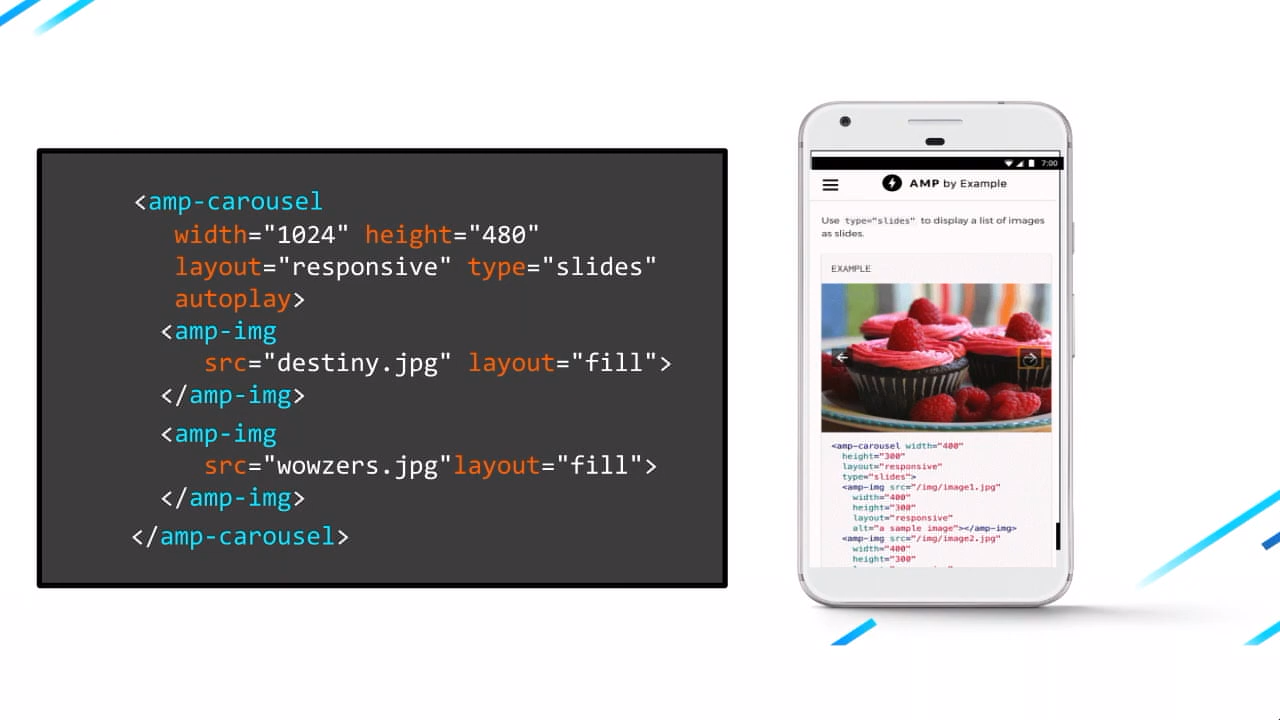 <amp-carousel
width="1024" height="480"
layout="responsive" type="slides"
autoplay>
<amp-img
src="destiny.jpg" layout="fill">
</amp-img>
<amp-img
src="wowzers.jpg"layout="fill">
</amp-img>
</amp-carousel>
7:00
AMP by Example
Use type="slides" to display a list of images
as slides.
EXAMPLE
<amp-carousel width="400"
height="300"
layout="responsive"
type="slides">
<amp-img src="/img/image1.jpg"
width="400"
height="300"
layout="responsive"
alt="a sample image"></amp-img>
<amp-img src="/img/image2.jpg"
width="400"
height="300"